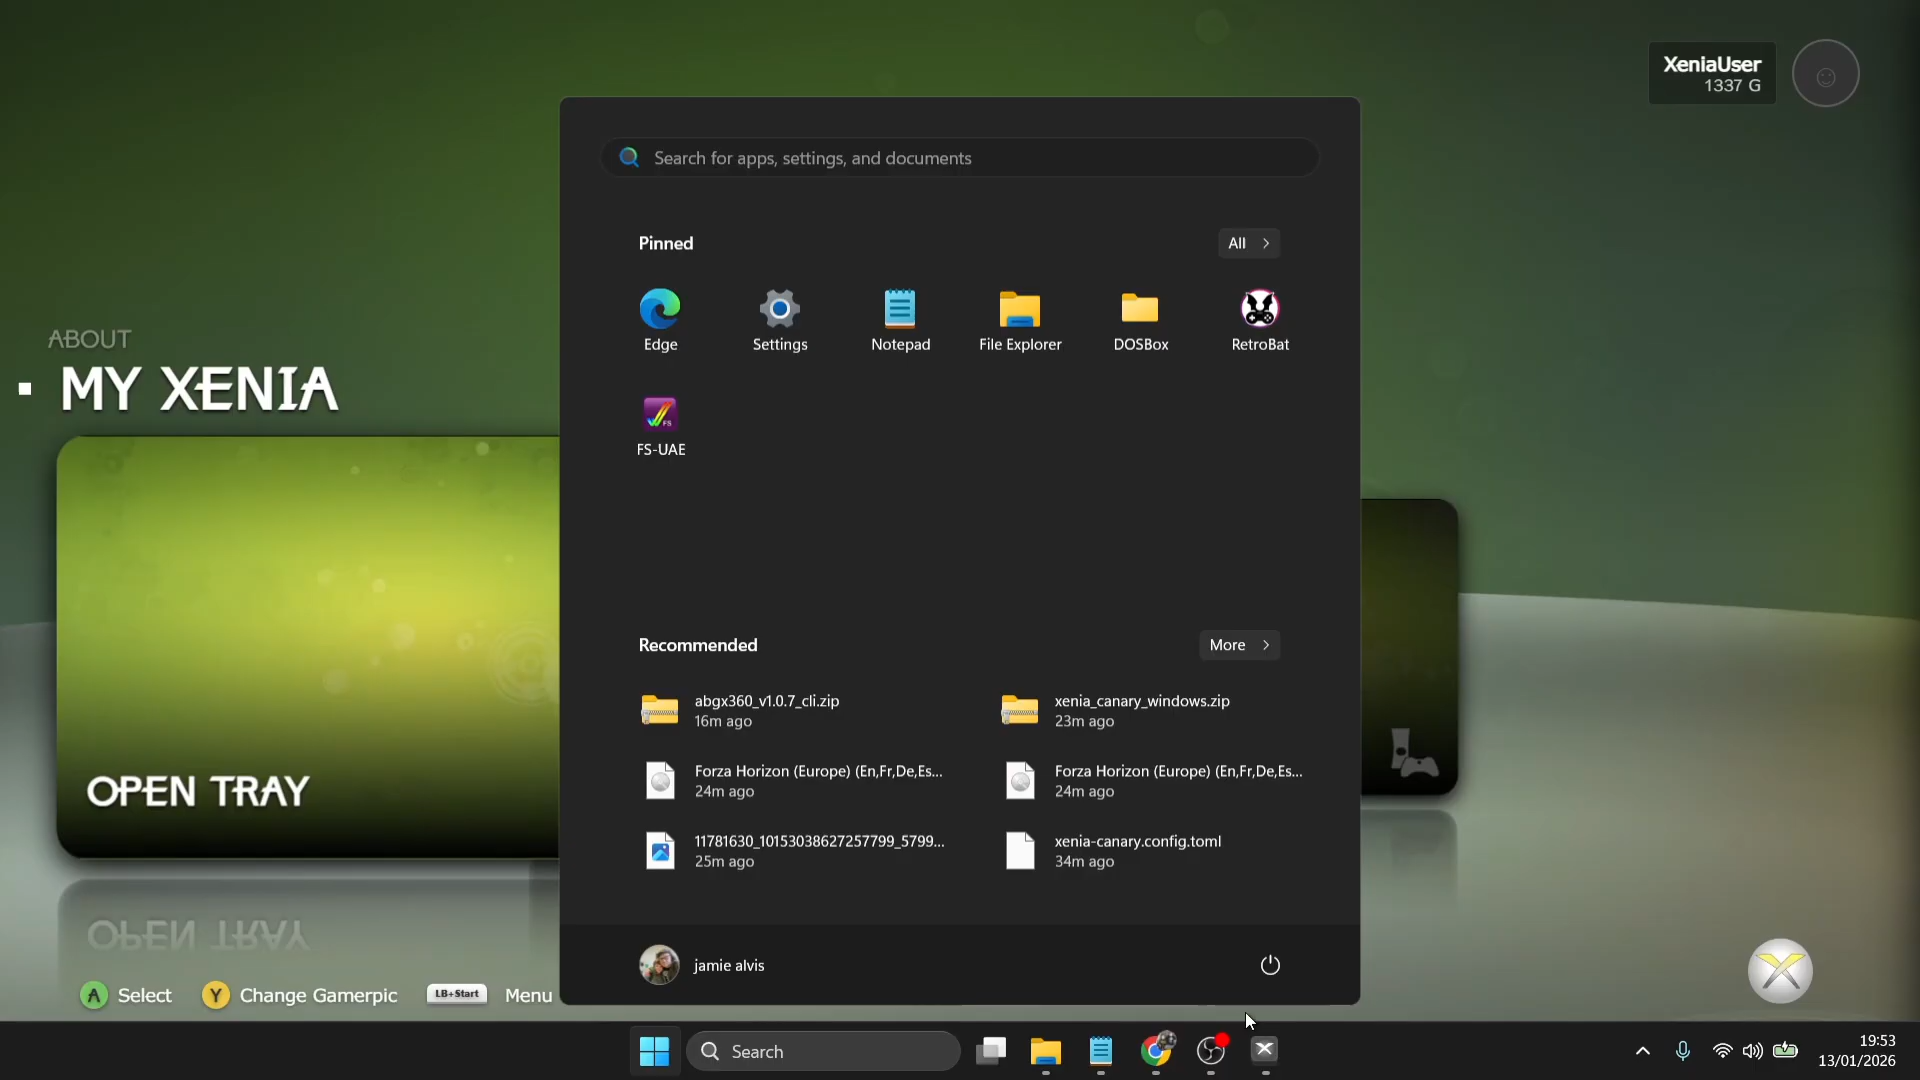 XeniaUser
1337 G
Search for apps, settings, and documents
Pinned
All
Edge
Settings
Notepad
File Explorer
DOSBox
RetroBat
FS-UAE
ABOUT
MY XENIA
OPEN TRAY
Recommended
More
abgx360_v1.0.7_cli.zip
16m ago
xenia_canary_windows.zip
23m ago
Forza Horizon (Europe) (En,Fr,De,Es...
24m ago
Forza Horizon (Europe) (En,Fr,De,Es...
24m ago
11781630_10153038627257799_5799...
25m ago
xenia-canary.config.toml
34m ago
jamie alvis
OPEN TRAY
A Select
Y Change Gamerpic
LB+Start Menu
Search
19:53
13/01/2026